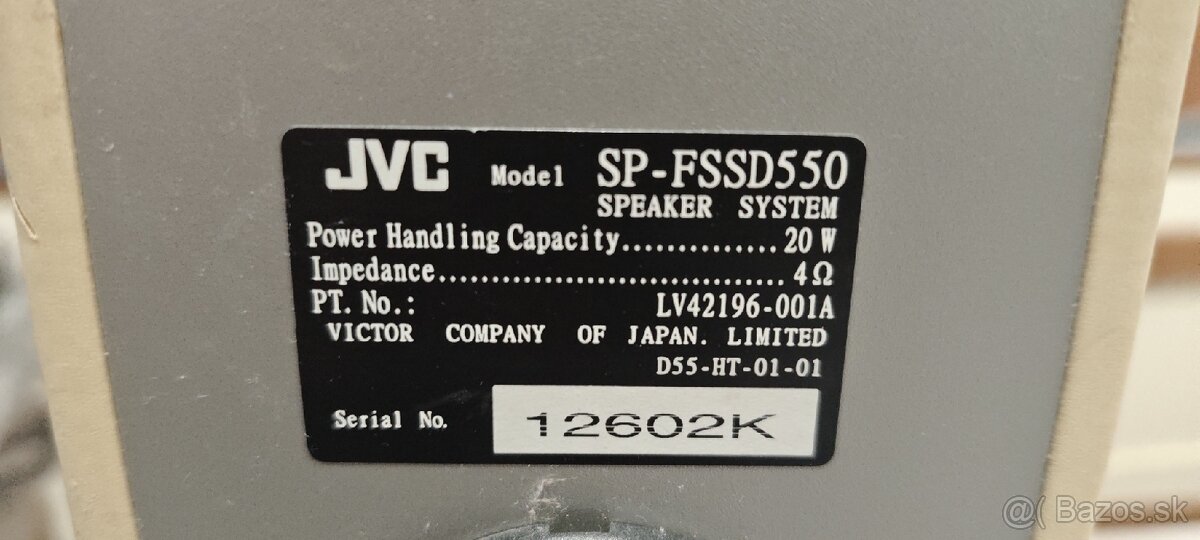 JVC Model SP-FSSD550
SPEAKER SYSTEM
Power Handling Capacity............... 20 W
Impedance................................. 4Ω
PT. No.: LV42196-001A
VICTOR COMPANY OF JAPAN. LIMITED
D55-HT-01-01
Serial No. 12602K
@( Bazos.sk